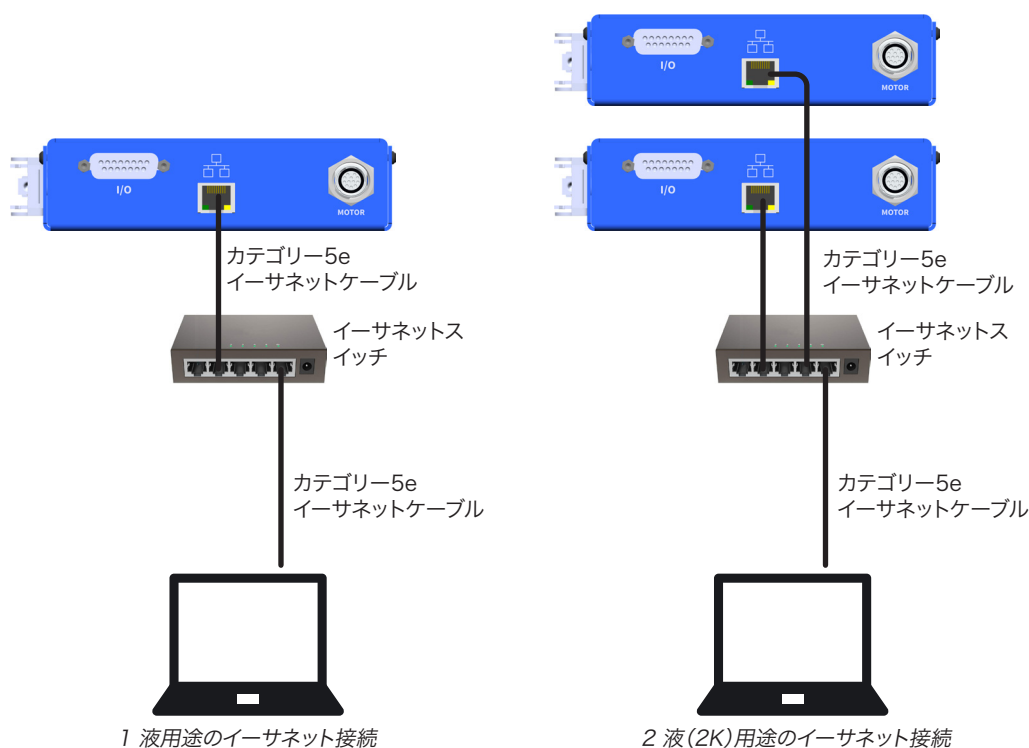 I/O
MOTOR
カテゴリー5e
イーサネットケーブル
イーサネットス
イッチ
カテゴリー5e
イーサネットケーブル
1 液用途のイーサネット接続
I/O
MOTOR
I/O
MOTOR
カテゴリー5e
イーサネットケーブル
イーサネットス
イッチ
カテゴリー5e
イーサネットケーブル
2 液(2K)用途のイーサネット接続